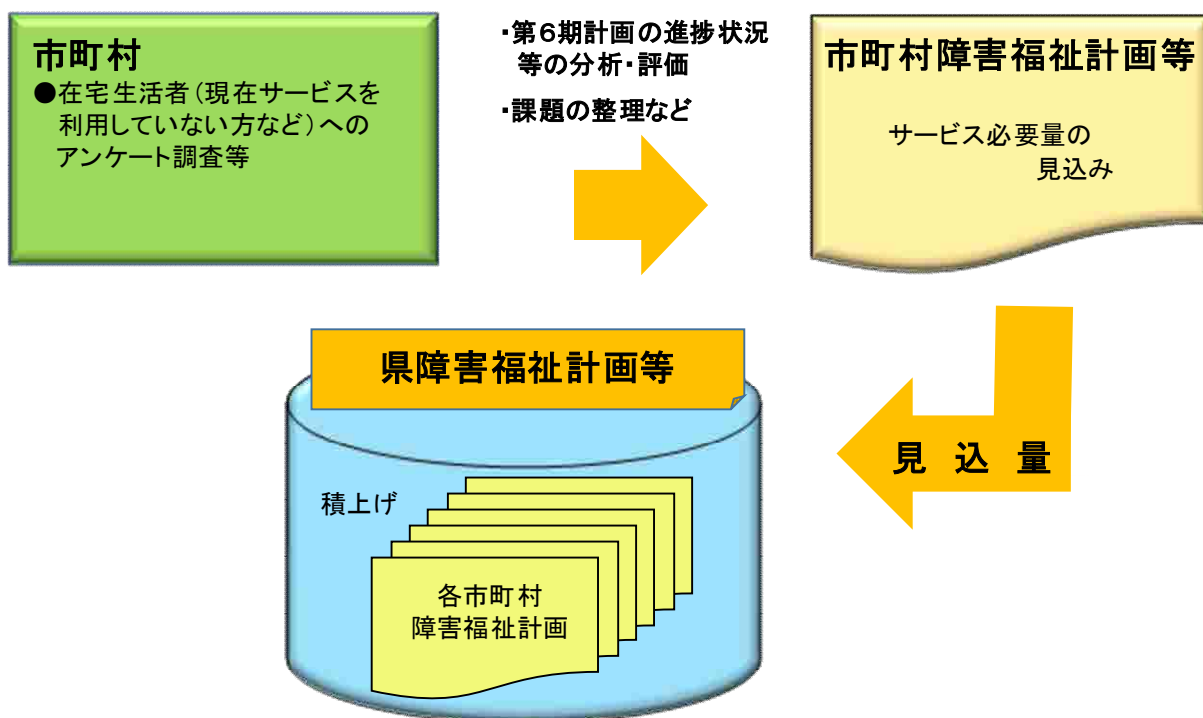 市町村
●在宅生活者(現在サービスを
利用していない方など)への
アンケート調査等
・第6期計画の進捗状況
等の分析・評価
・課題の整理など
市町村障害福祉計画等
サービス必要量の
見込み
見込量
県障害福祉計画等
積上げ
各市町村
障害福祉計画